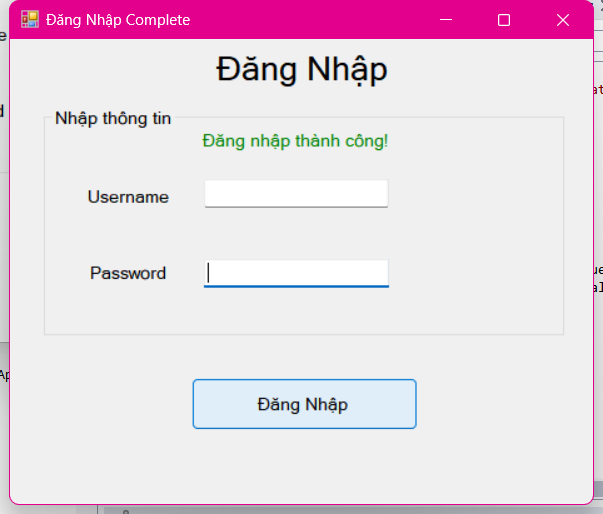 Đăng Nhập Complete
Đăng Nhập
Nhập thông tin
Đăng nhập thành công!
Username
Password
Đăng Nhập